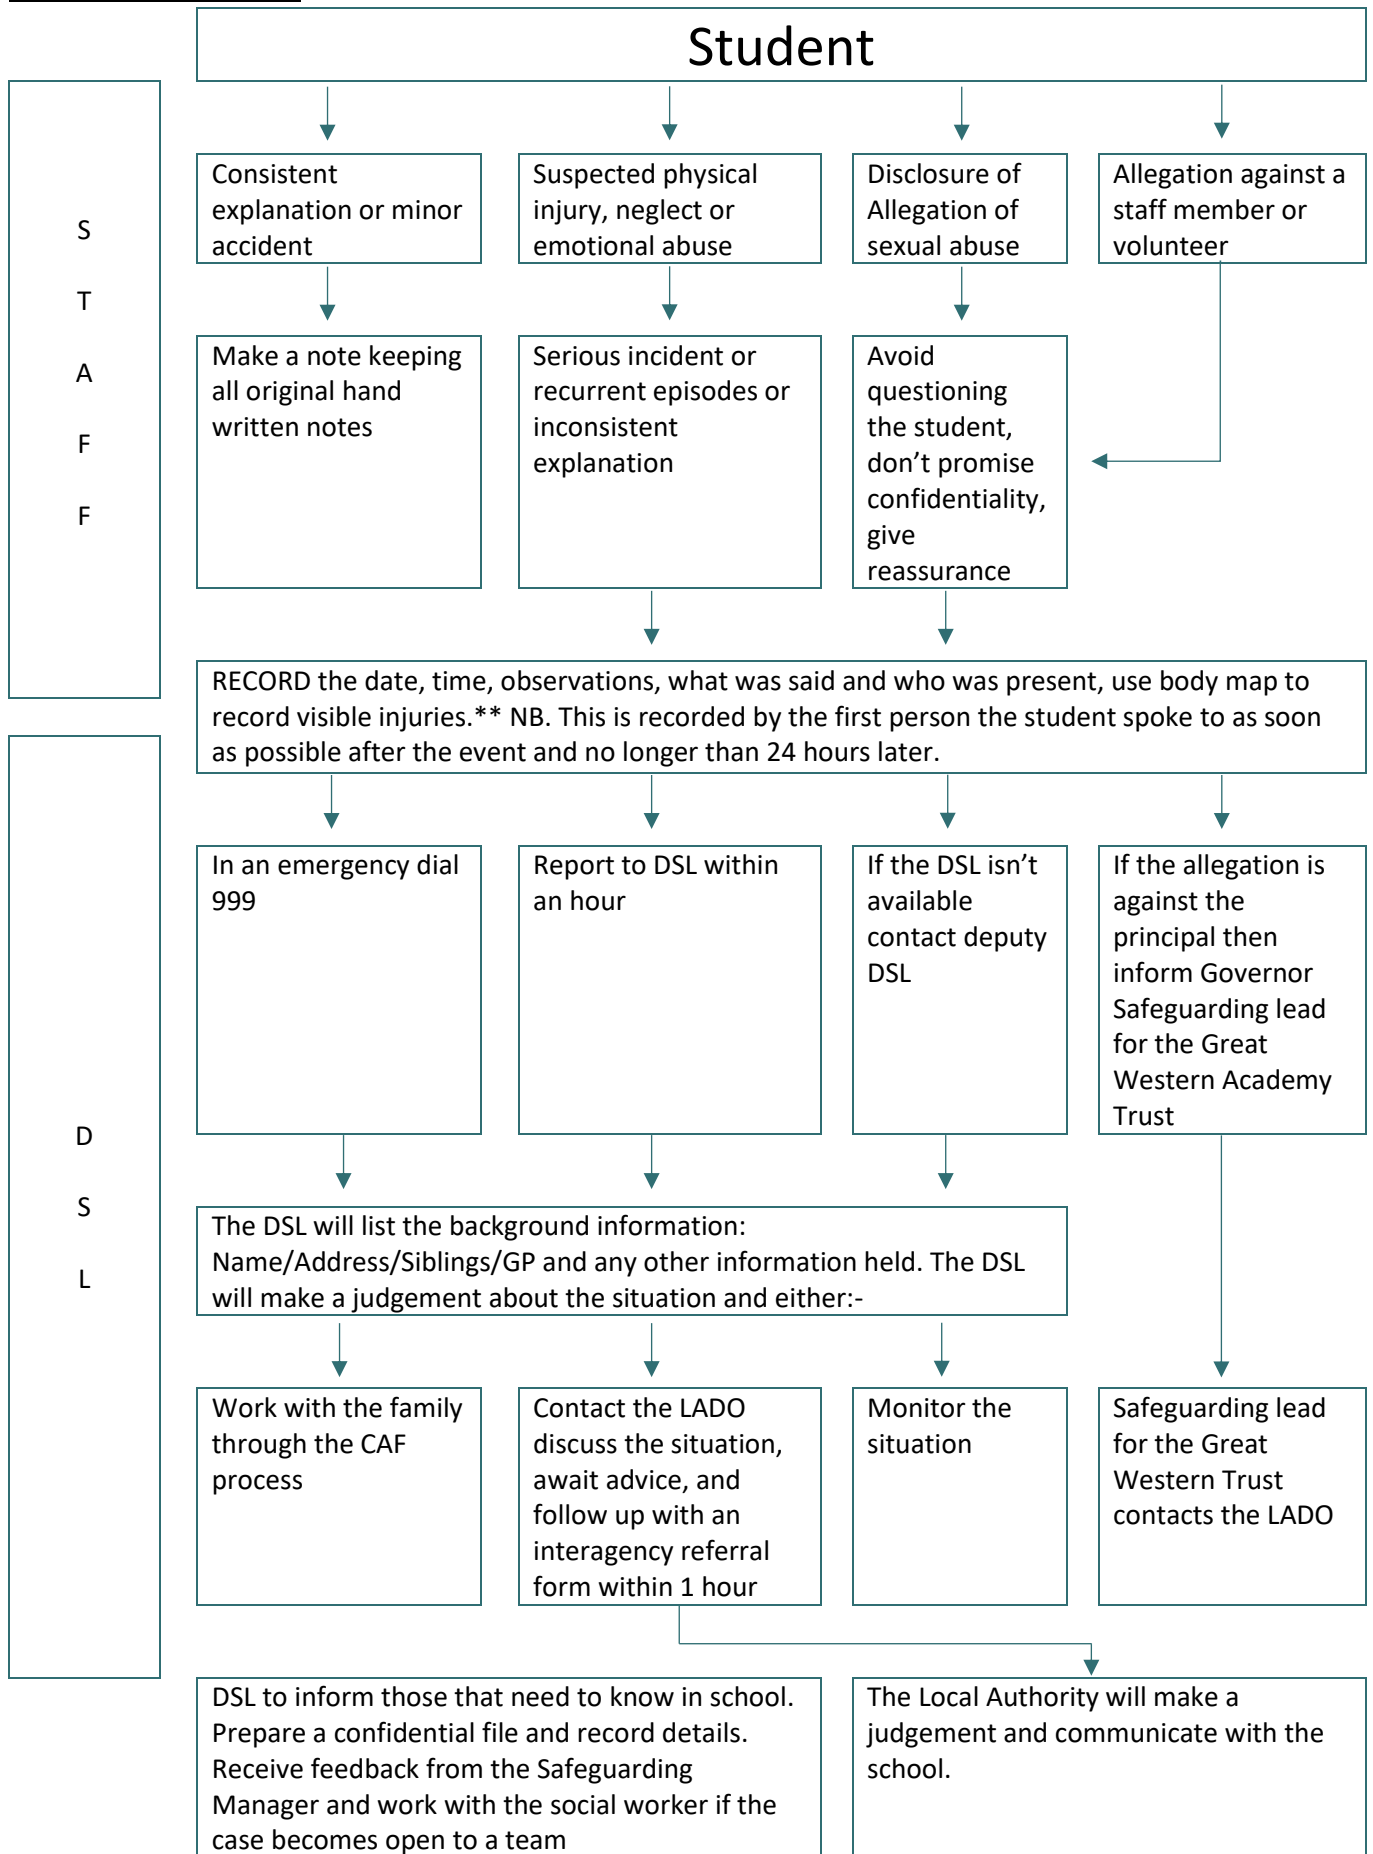 Student
S
T
A
F
F
Consistent
explanation or minor
accident
Suspected physical
injury, neglect or
emotional abuse
Disclosure of
Allegation of
sexual abuse
Allegation against a
staff member or
volunteer
Make a note keeping
all original hand
written notes
Serious incident or
recurrent episodes or
inconsistent
explanation
Avoid
questioning
the student,
don’t promise
confidentiality,
give
reassurance
RECORD the date, time, observations, what was said and who was present, use body map to
record visible injuries.** NB. This is recorded by the first person the student spoke to as soon
as possible after the event and no longer than 24 hours later.
D
S
L
In an emergency dial
999
Report to DSL within
an hour
If the DSL isn’t
available
contact deputy
DSL
If the allegation is
against the
principal then
inform Governor
Safeguarding lead
for the Great
Western Academy
Trust
The DSL will list the background information:
Name/Address/Siblings/GP and any other information held. The DSL
will make a judgement about the situation and either:-
Work with the family
through the CAF
process
Contact the LADO
discuss the situation,
await advice, and
follow up with an
interagency referral
form within 1 hour
Monitor the
situation
Safeguarding lead
for the Great
Western Trust
contacts the LADO
DSL to inform those that need to know in school.
Prepare a confidential file and record details.
Receive feedback from the Safeguarding
Manager and work with the social worker if the
case becomes open to a team
The Local Authority will make a
judgement and communicate with the
school.